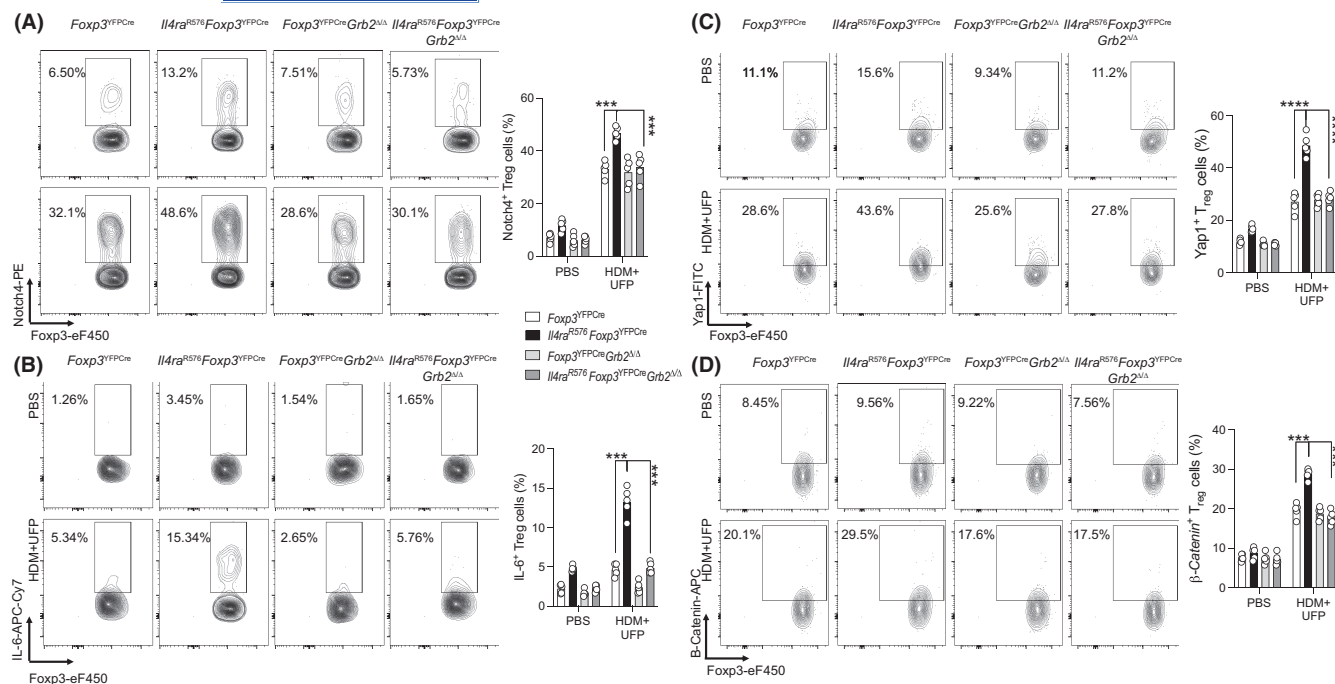 (A)
Foxp3YFPCre Il4raR576Foxp3YFPCre Foxp3YFPCreGrb2Δ/Δ Il4raR576Foxp3YFPCre
Grb2Δ/Δ
6.50% 13.2% 7.51% 5.73%
32.1% 48.6% 28.6% 30.1%
Notch4-PE
Foxp3-eF450
Notch4+ Treg cells (%)
60
40
20
0
*** ***
PBS HDM+
UFP
Foxp3YFPCre
Il4raR576 Foxp3YFPCre
Foxp3YFPCreGrb2Δ/Δ
Il4raR576 Foxp3YFPCreGrb2Δ/Δ
(B)
Foxp3YFPCre Il4raR576Foxp3YFPCre Foxp3YFPCreGrb2Δ/Δ Il4raR576Foxp3YFPCre
Grb2Δ/Δ
PBS
1.26% 3.45% 1.54% 1.65%
HDM+UFP
5.34% 15.34% 2.65% 5.76%
IL-6-APC-Cy7
Foxp3-eF450
IL-6+ Treg cells (%)
20
15
10
5
0
*** ***
PBS HDM+
UFP
(C)
Foxp3YFPCre Il4raR576Foxp3YFPCre Foxp3YFPCreGrb2Δ/Δ Il4raR576Foxp3YFPCre
Grb2Δ/Δ
PBS
11.1% 15.6% 9.34% 11.2%
HDM+UFP
28.6% 43.6% 25.6% 27.8%
Yap1-FITC
Foxp3-eF450
Yap1+ Treg cells (%)
60
40
20
0
****
PBS HDM+
UFP
(D)
Foxp3YFPCre Il4raR576Foxp3YFPCre Foxp3YFPCreGrb2Δ/Δ Il4raR576Foxp3YFPCre
Grb2Δ/Δ
PBS
8.45% 9.56% 9.22% 7.56%
HDM+UFP
20.1% 29.5% 17.6% 17.5%
B-Catenin-APC
Foxp3-eF450
β-Catenin+ Treg cells (%)
40
30
20
10
0
***
PBS HDM+
UFP